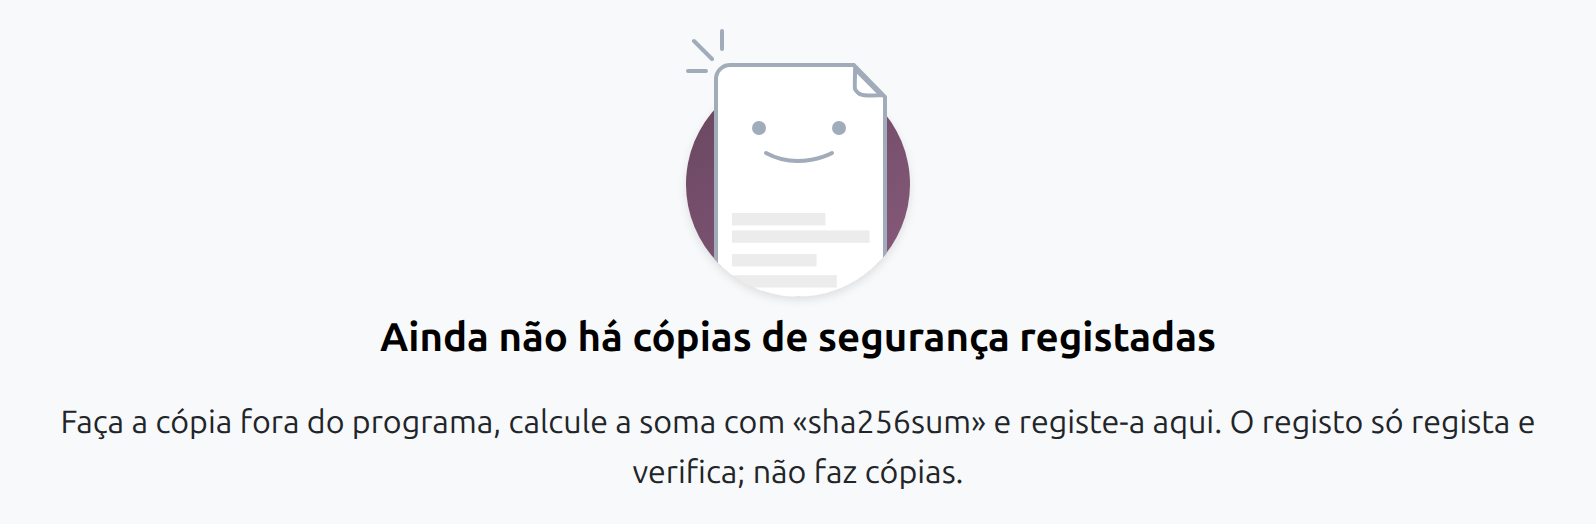 Ainda não há cópias de segurança registadas
Faça a cópia fora do programa, calcule a soma com «sha256sum» e registe-a aqui. O registo só regista e
verifica; não faz cópias.